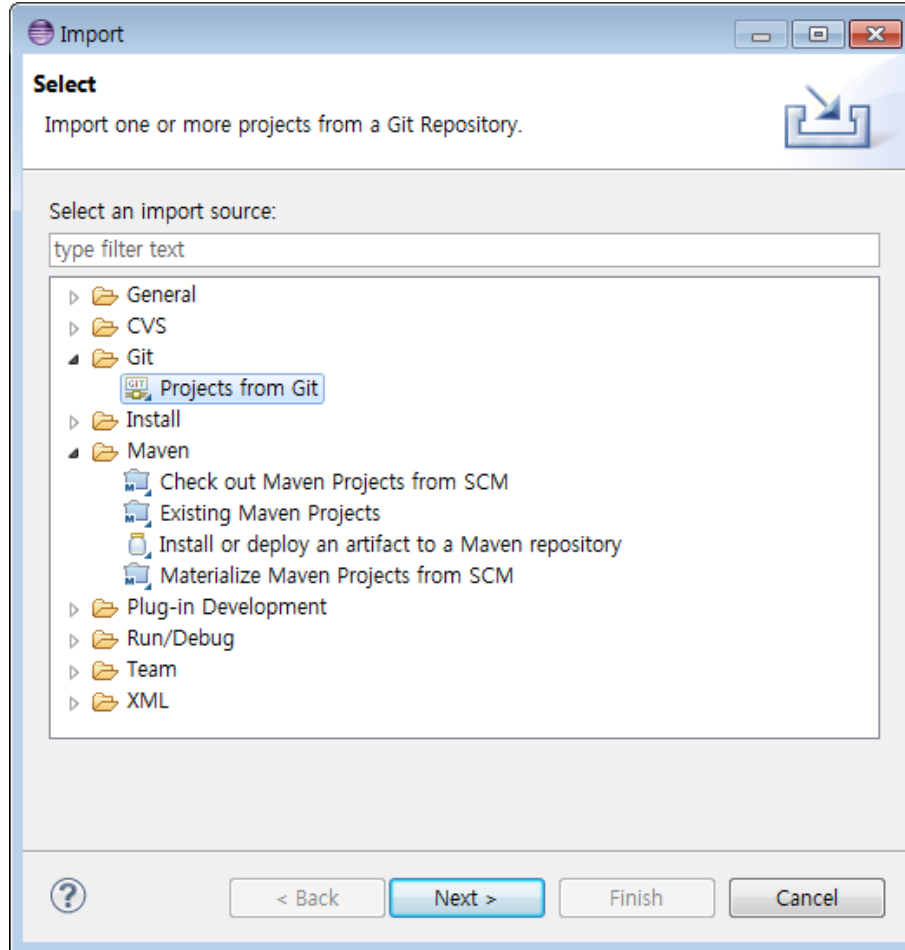 Import
Select
Import one or more projects from a Git Repository.
Select an import source:
type filter text
General
CVS
Git
GIT Projects from Git
Install
Maven
M Check out Maven Projects from SCM
M Existing Maven Projects
Install or deploy an artifact to a Maven repository
M Materialize Maven Projects from SCM
Plug-in Development
Run/Debug
Team
XML
? < Back Next > Finish Cancel